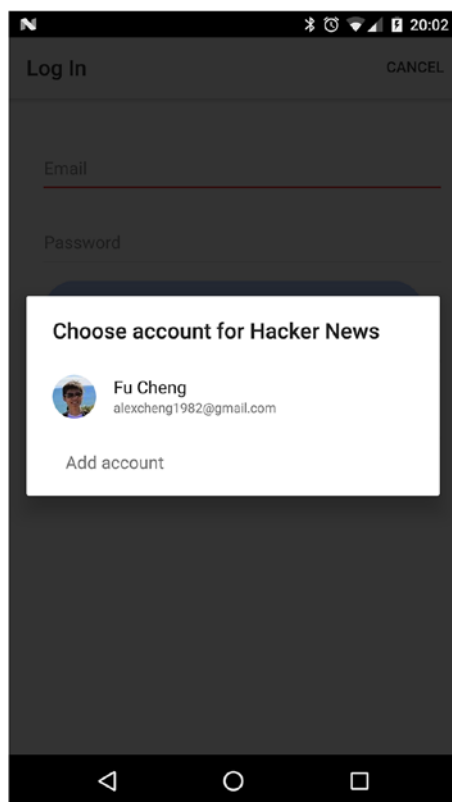 20:02
Log In
CANCEL
Email
Password
Choose account for Hacker News
Fu Cheng
alexcheng1982@gmail.com
Add account